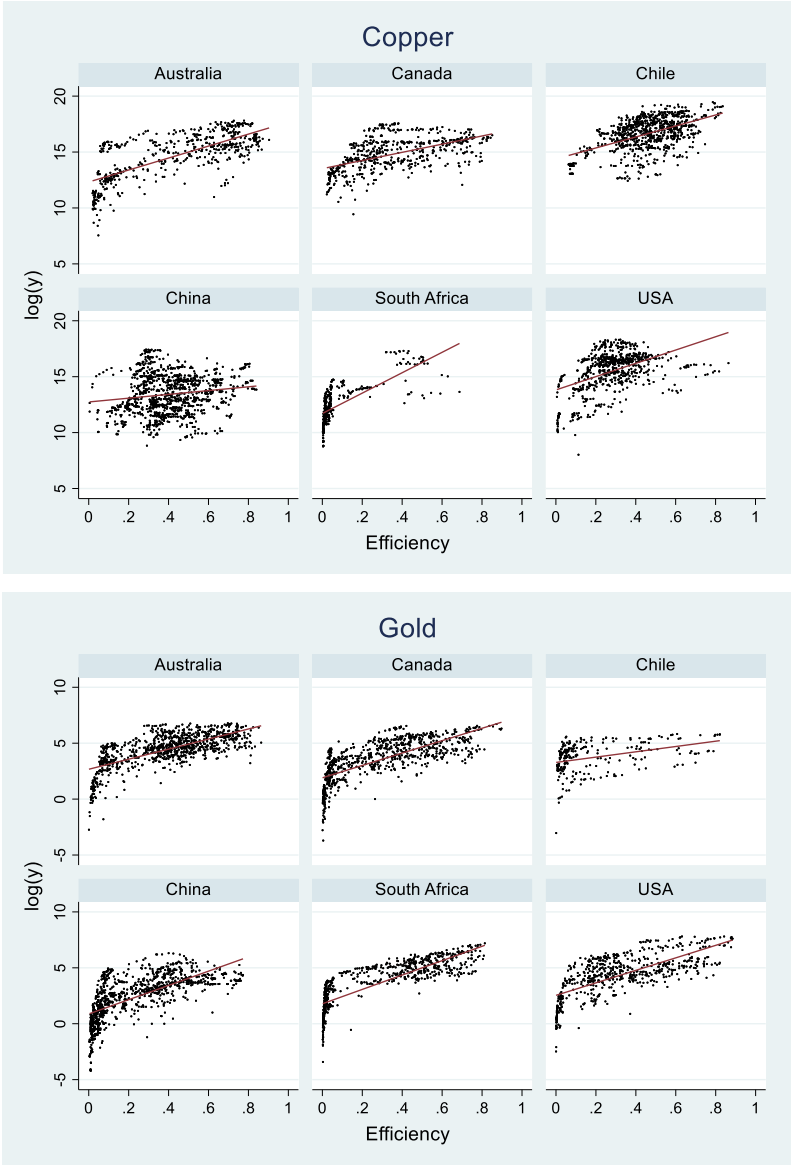 Copper
Australia Canada Chile
20
15
10
5
China South Africa USA
20
15
10
5
log(y)
0 .2 .4 .6 .8 1 0 .2 .4 .6 .8 1 0 .2 .4 .6 .8 1
Efficiency
Gold
Australia Canada Chile
10
5
0
-5
China South Africa USA
10
5
0
-5
log(y)
0 .2 .4 .6 .8 1 0 .2 .4 .6 .8 1 0 .2 .4 .6 .8 1
Efficiency